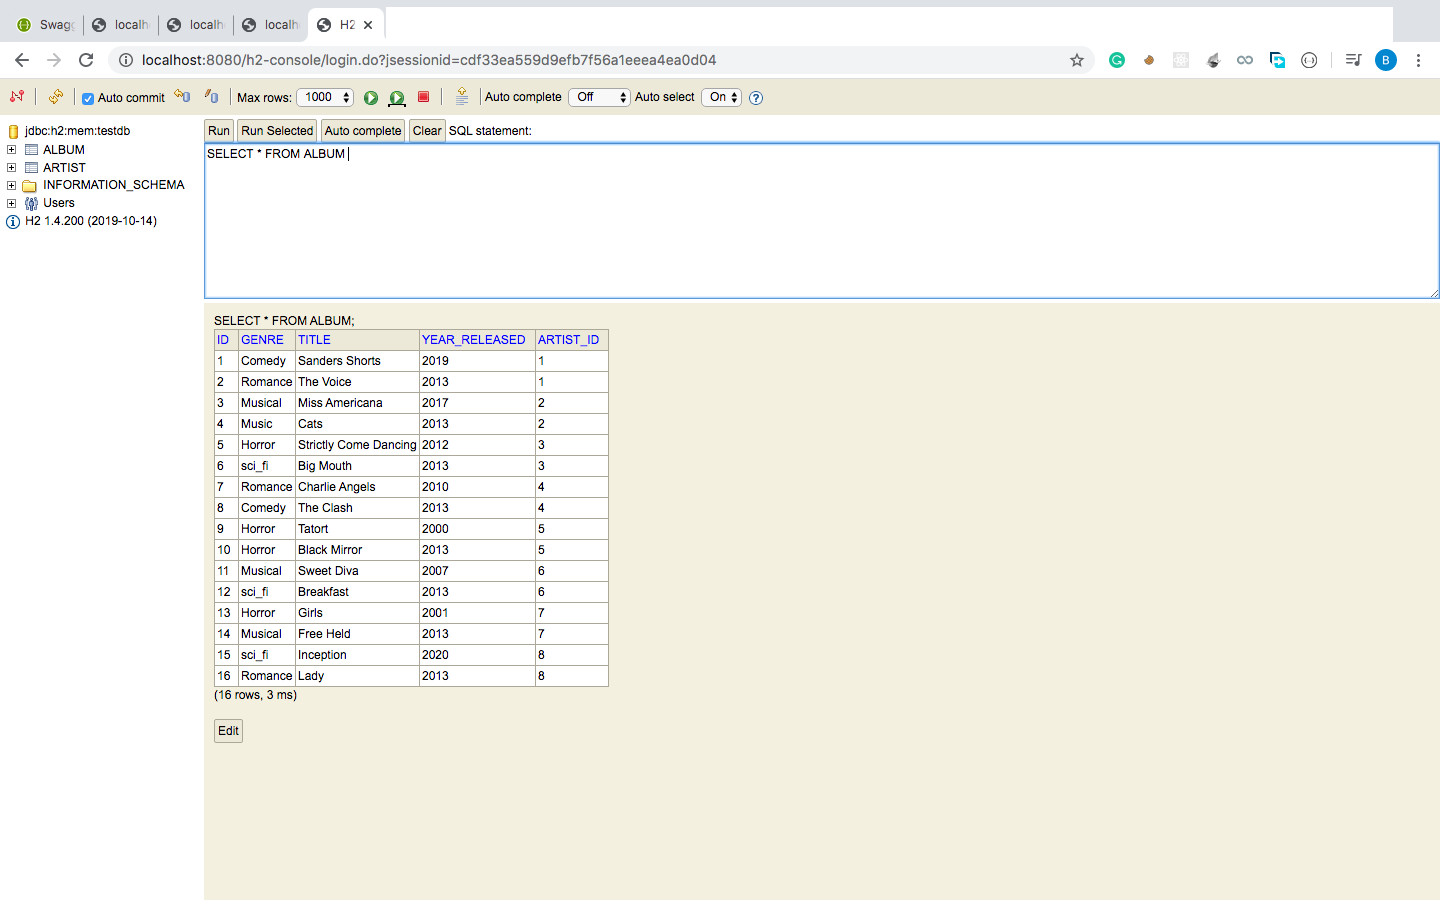 Swagg
localh
localh
localh
H2
localhost:8080/h2-console/login.do?jsessionid=cdf33ea559d9efb7f56a1eeea4ea0d04
B
Auto commit
Max rows: 1000
Auto complete Off
Auto select On
jdbc:h2:mem:testdb
ALBUM
ARTIST
INFORMATION_SCHEMA
Users
H2 1.4.200 (2019-10-14)
Run Run Selected Auto complete Clear SQL statement:
SELECT * FROM ALBUM
SELECT * FROM ALBUM;
ID GENRE TITLE YEAR_RELEASED ARTIST_ID
1 Comedy Sanders Shorts 2019 1
2 Romance The Voice 2013 1
3 Musical Miss Americana 2017 2
4 Music Cats 2013 2
5 Horror Strictly Come Dancing 2012 3
6 sci_fi Big Mouth 2013 3
7 Romance Charlie Angels 2010 4
8 Comedy The Clash 2013 4
9 Horror Tatort 2000 5
10 Horror Black Mirror 2013 5
11 Musical Sweet Diva 2007 6
12 sci_fi Breakfast 2013 6
13 Horror Girls 2001 7
14 Musical Free Held 2013 7
15 sci_fi Inception 2020 8
16 Romance Lady 2013 8
(16 rows, 3 ms)
Edit